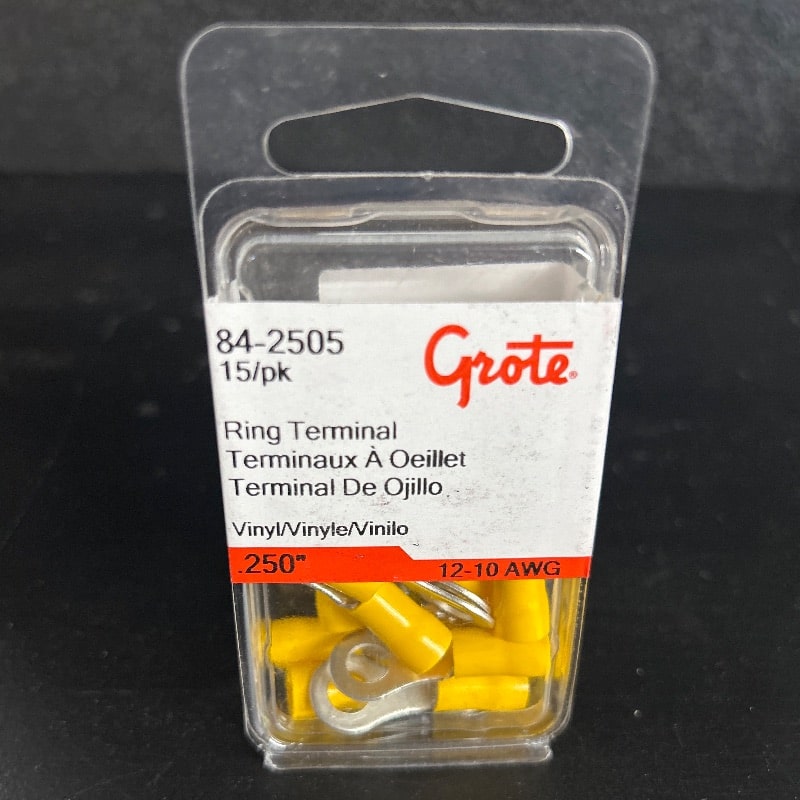 84-2505
15/pk
Grote®
Ring Terminal
Terminaux À Oeillet
Terminal De Ojillo
Vinyl/Vinyle/Vinilo
.250"
12-10 AWG